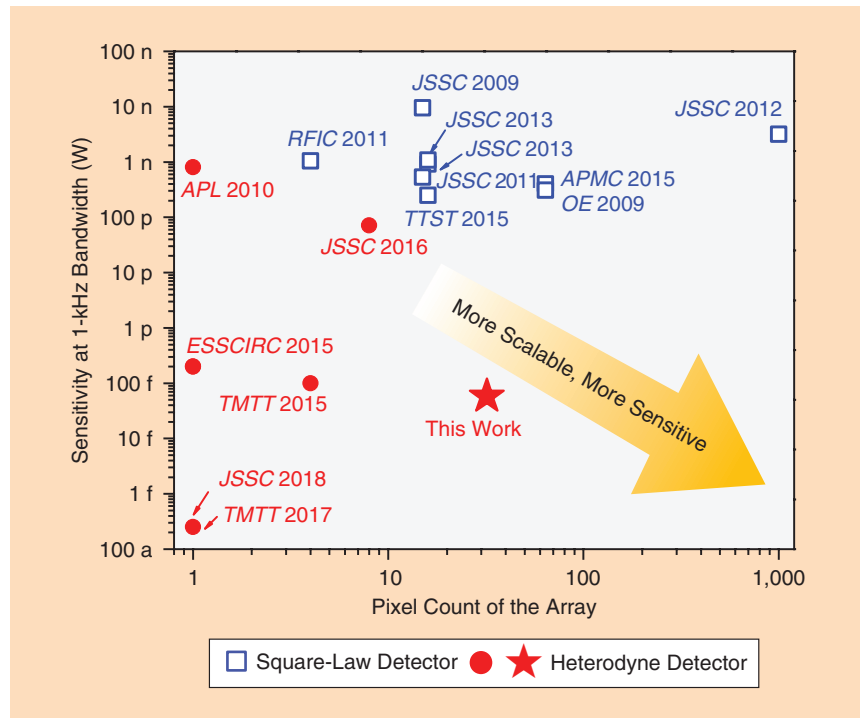 100 n
10 n
1 n
100 p
10 p
1 p
100 f
10 f
1 f
100 a
Sensitivity at 1-kHz Bandwidth (W)
JSSC 2009
JSSC 2012
JSSC 2013
RFIC 2011
JSSC 2013
APL 2010
JSSC 2011
APMC 2015
OE 2009
TTST 2015
JSSC 2016
More Scalable, More Sensitive
ESSCIRC 2015
TMTT 2015
This Work
JSSC 2018
TMTT 2017
1
10
100
1,000
Pixel Count of the Array
Square-Law Detector
Heterodyne Detector